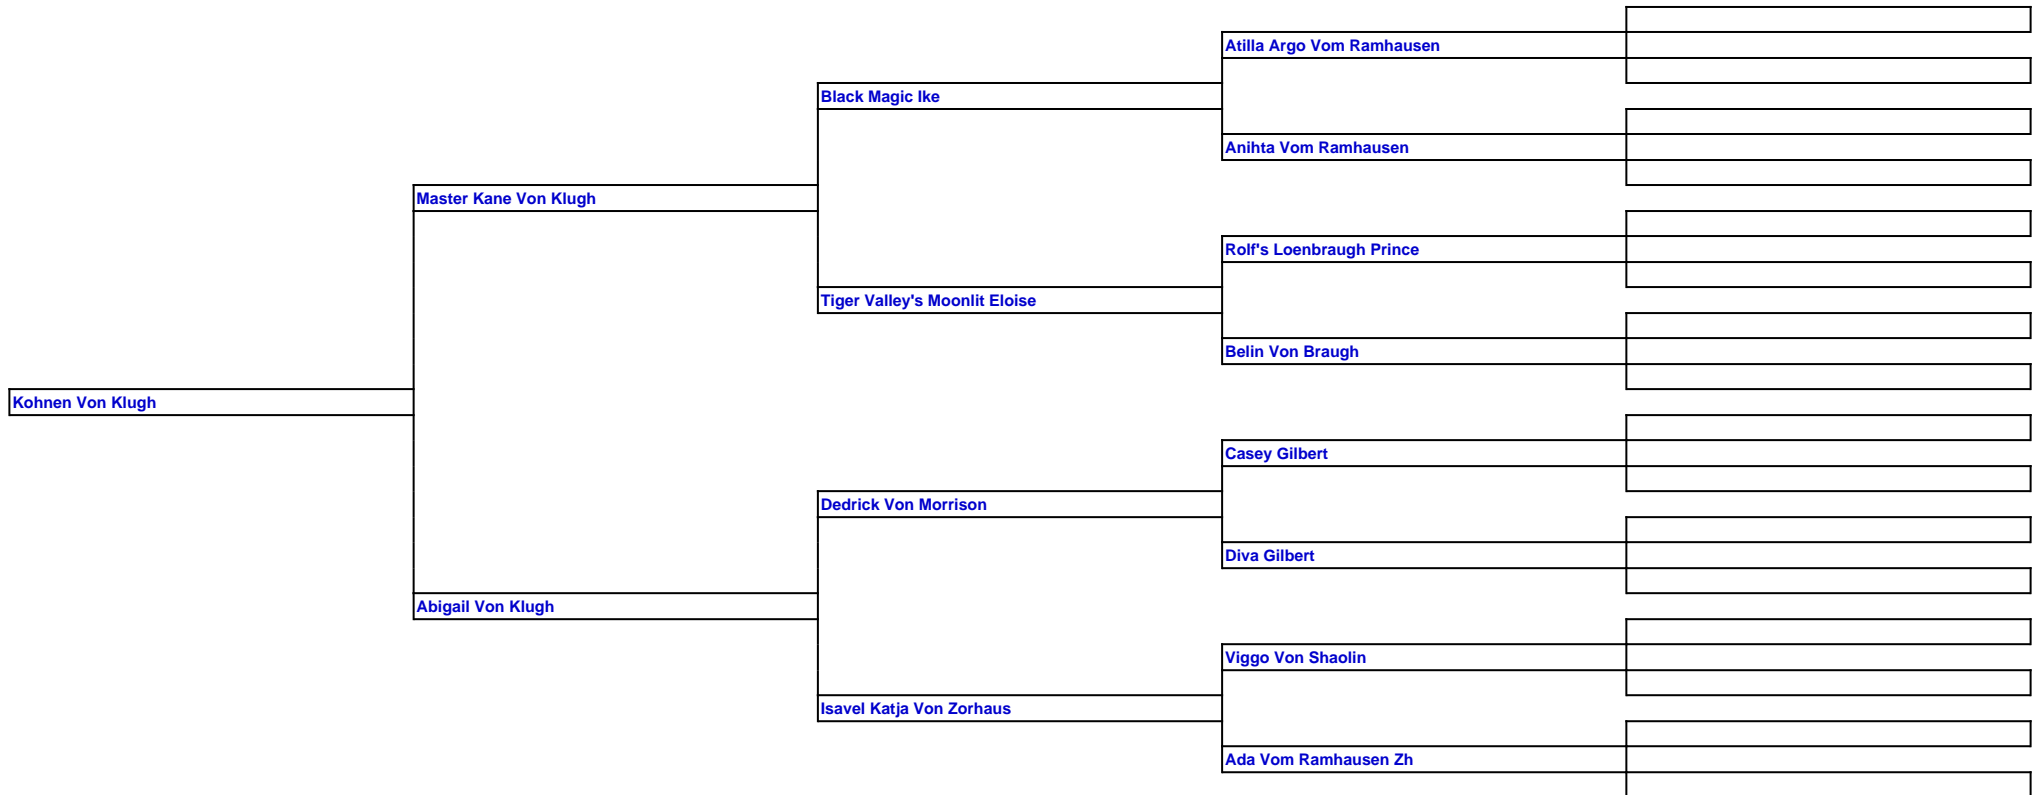 Atilla Argo Vom Ramhausen
Black Magic Ike
Anihta Vom Ramhausen
Master Kane Von Klugh
Rolf's Loenbraugh Prince
Tiger Valley's Moonlit Eloise
Belin Von Braugh
Kohnen Von Klugh
Casey Gilbert
Dedrick Von Morrison
Diva Gilbert
Abigail Von Klugh
Viggo Von Shaolin
Isavel Katja Von Zorhaus
Ada Vom Ramhausen Zh